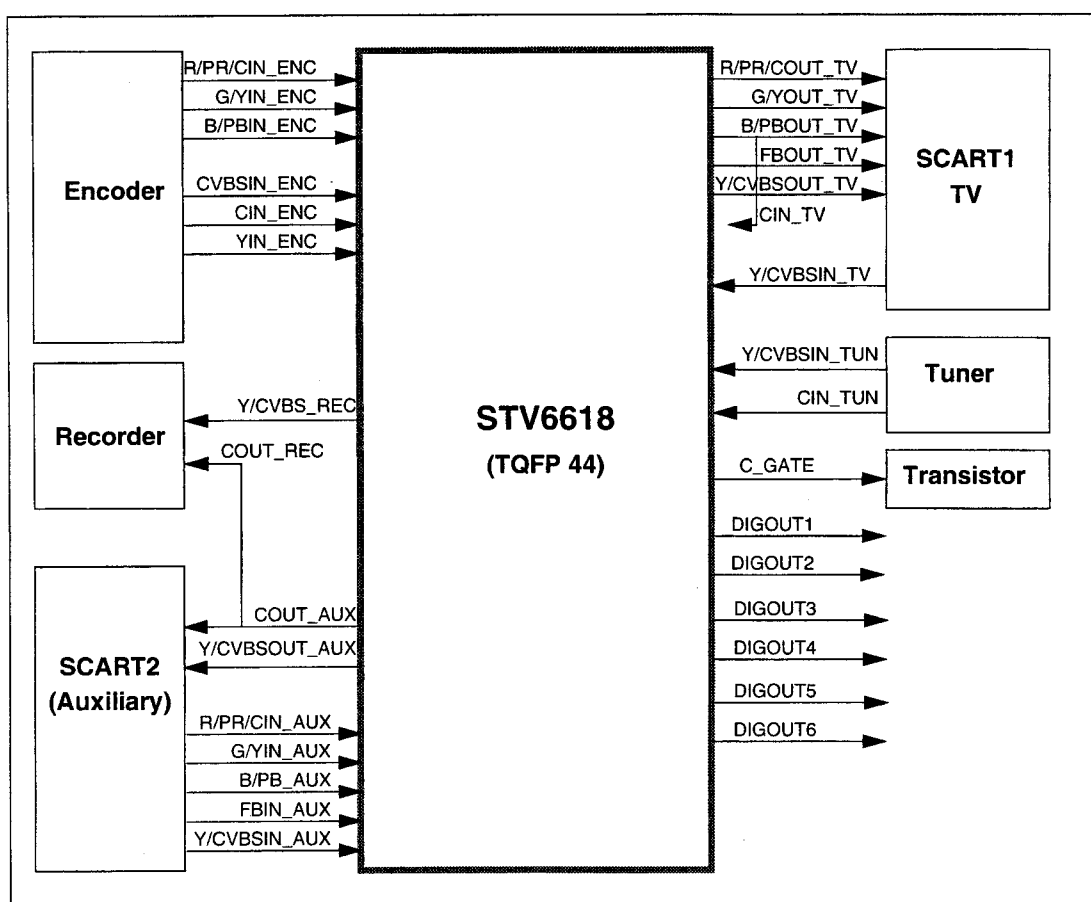 Encoder
R/PR/CIN_ENC
G/YIN_ENC
B/PBIN_ENC
CVBSIN_ENC
CIN_ENC
YIN_ENC
Recorder
Y/CVBS_REC
COUT_REC
SCART2
(Auxiliary)
COUT_AUX
Y/CVBSOUT_AUX
R/PR/CIN_AUX
G/YIN_AUX
B/PB_AUX
FBIN_AUX
Y/CVBSIN_AUX
STV6618
(TQFP 44)
R/PR/COUT_TV
G/YOUT_TV
B/PBOUT_TV
FBOUT_TV
Y/CVBSOUT_TV
CIN_TV
Y/CVBSIN_TV
SCART1
TV
Y/CVBSIN_TUN
CIN_TUN
Tuner
C_GATE
Transistor
DIGOUT1
DIGOUT2
DIGOUT3
DIGOUT4
DIGOUT5
DIGOUT6